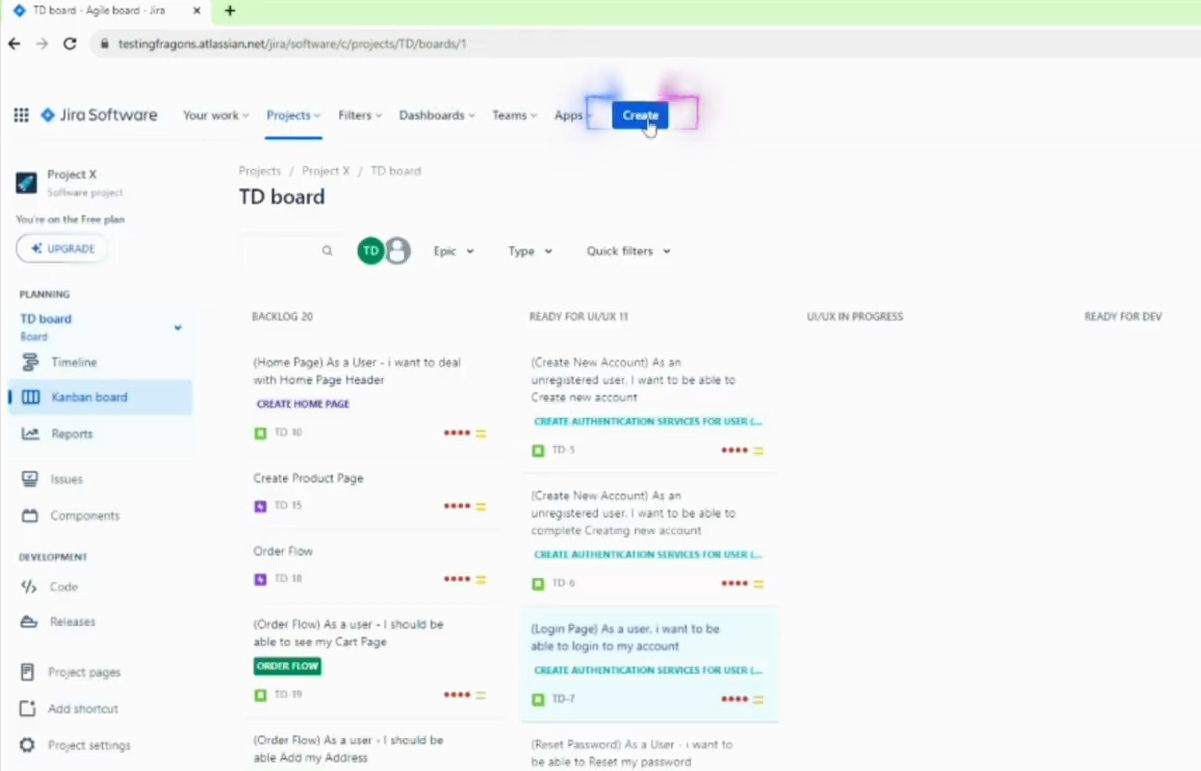 TD board - Agile board - Jira
testingfragons.atlassian.net/jira/software/c/projects/TD/boards/1
Jira Software
Your work
Projects
Filters
Dashboards
Teams
Apps
Create
Project X
Software project
You're on the Free plan
UPGRADE
PLANNING
TD board
Board
Timeline
Kanban board
Reports
Issues
Components
DEVELOPMENT
Code
Releases
Project pages
Add shortcut
Project settings
Projects / Project X / TD board
TD board
TD
Epic
Type
Quick filters
BACKLOG 20
(Home Page) As a User - i want to deal
with Home Page Header
CREATE HOME PAGE
TD-10
Create Product Page
TD-15
Order Flow
TD-18
(Order Flow) As a user - I should be
able to see my Cart Page
ORDER FLOW
TD-19
(Order Flow) As a user - I should be
able Add my Address
READY FOR UI/UX 11
(Create New Account) As an
unregistered user, I want to be able to
Create new account
CREATE AUTHENTICATION SERVICES FOR USER (...
TD-5
(Create New Account) As an
unregistered user, I want to be able to
complete Creating new account
CREATE AUTHENTICATION SERVICES FOR USER (...
TD-6
(Login Page) As a user, i want to be
able to login to my account
CREATE AUTHENTICATION SERVICES FOR USER (...
TD-7
(Reset Password) As a User - i want to
be able to Reset my password
UI/UX IN PROGRESS
READY FOR DEV